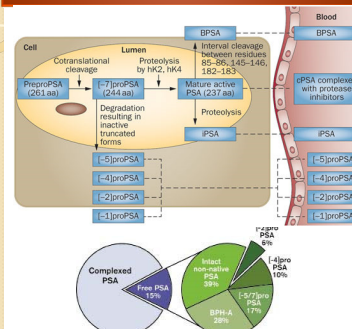 Blood
Cell
Lumen
BPSA
BPSA
Cotranslational
cleavage
Proteolysis
by hK2, hK4
Interval cleavage
between residues
85–86, 145–146,
182–183
PreproPSA
(261 aa)
[–7]proPSA
(244 aa)
Mature active
PSA (237 aa)
cPSA complexed
with protease
inhibitors
Degradation
resulting in
inactive
truncated
forms
Proteolysis
iPSA
iPSA
[–5]proPSA
[–5]proPSA
[–4]proPSA
[–4]proPSA
[–2]proPSA
[–2]proPSA
[–1]proPSA
[–1]proPSA
[–2]pro
PSA
6%
Complexed
PSA
Free PSA
15%
Intact
non-native
PSA
39%
[–4]pro
PSA
10%
[–5/7]pro
PSA
17%
BPH-A
28%